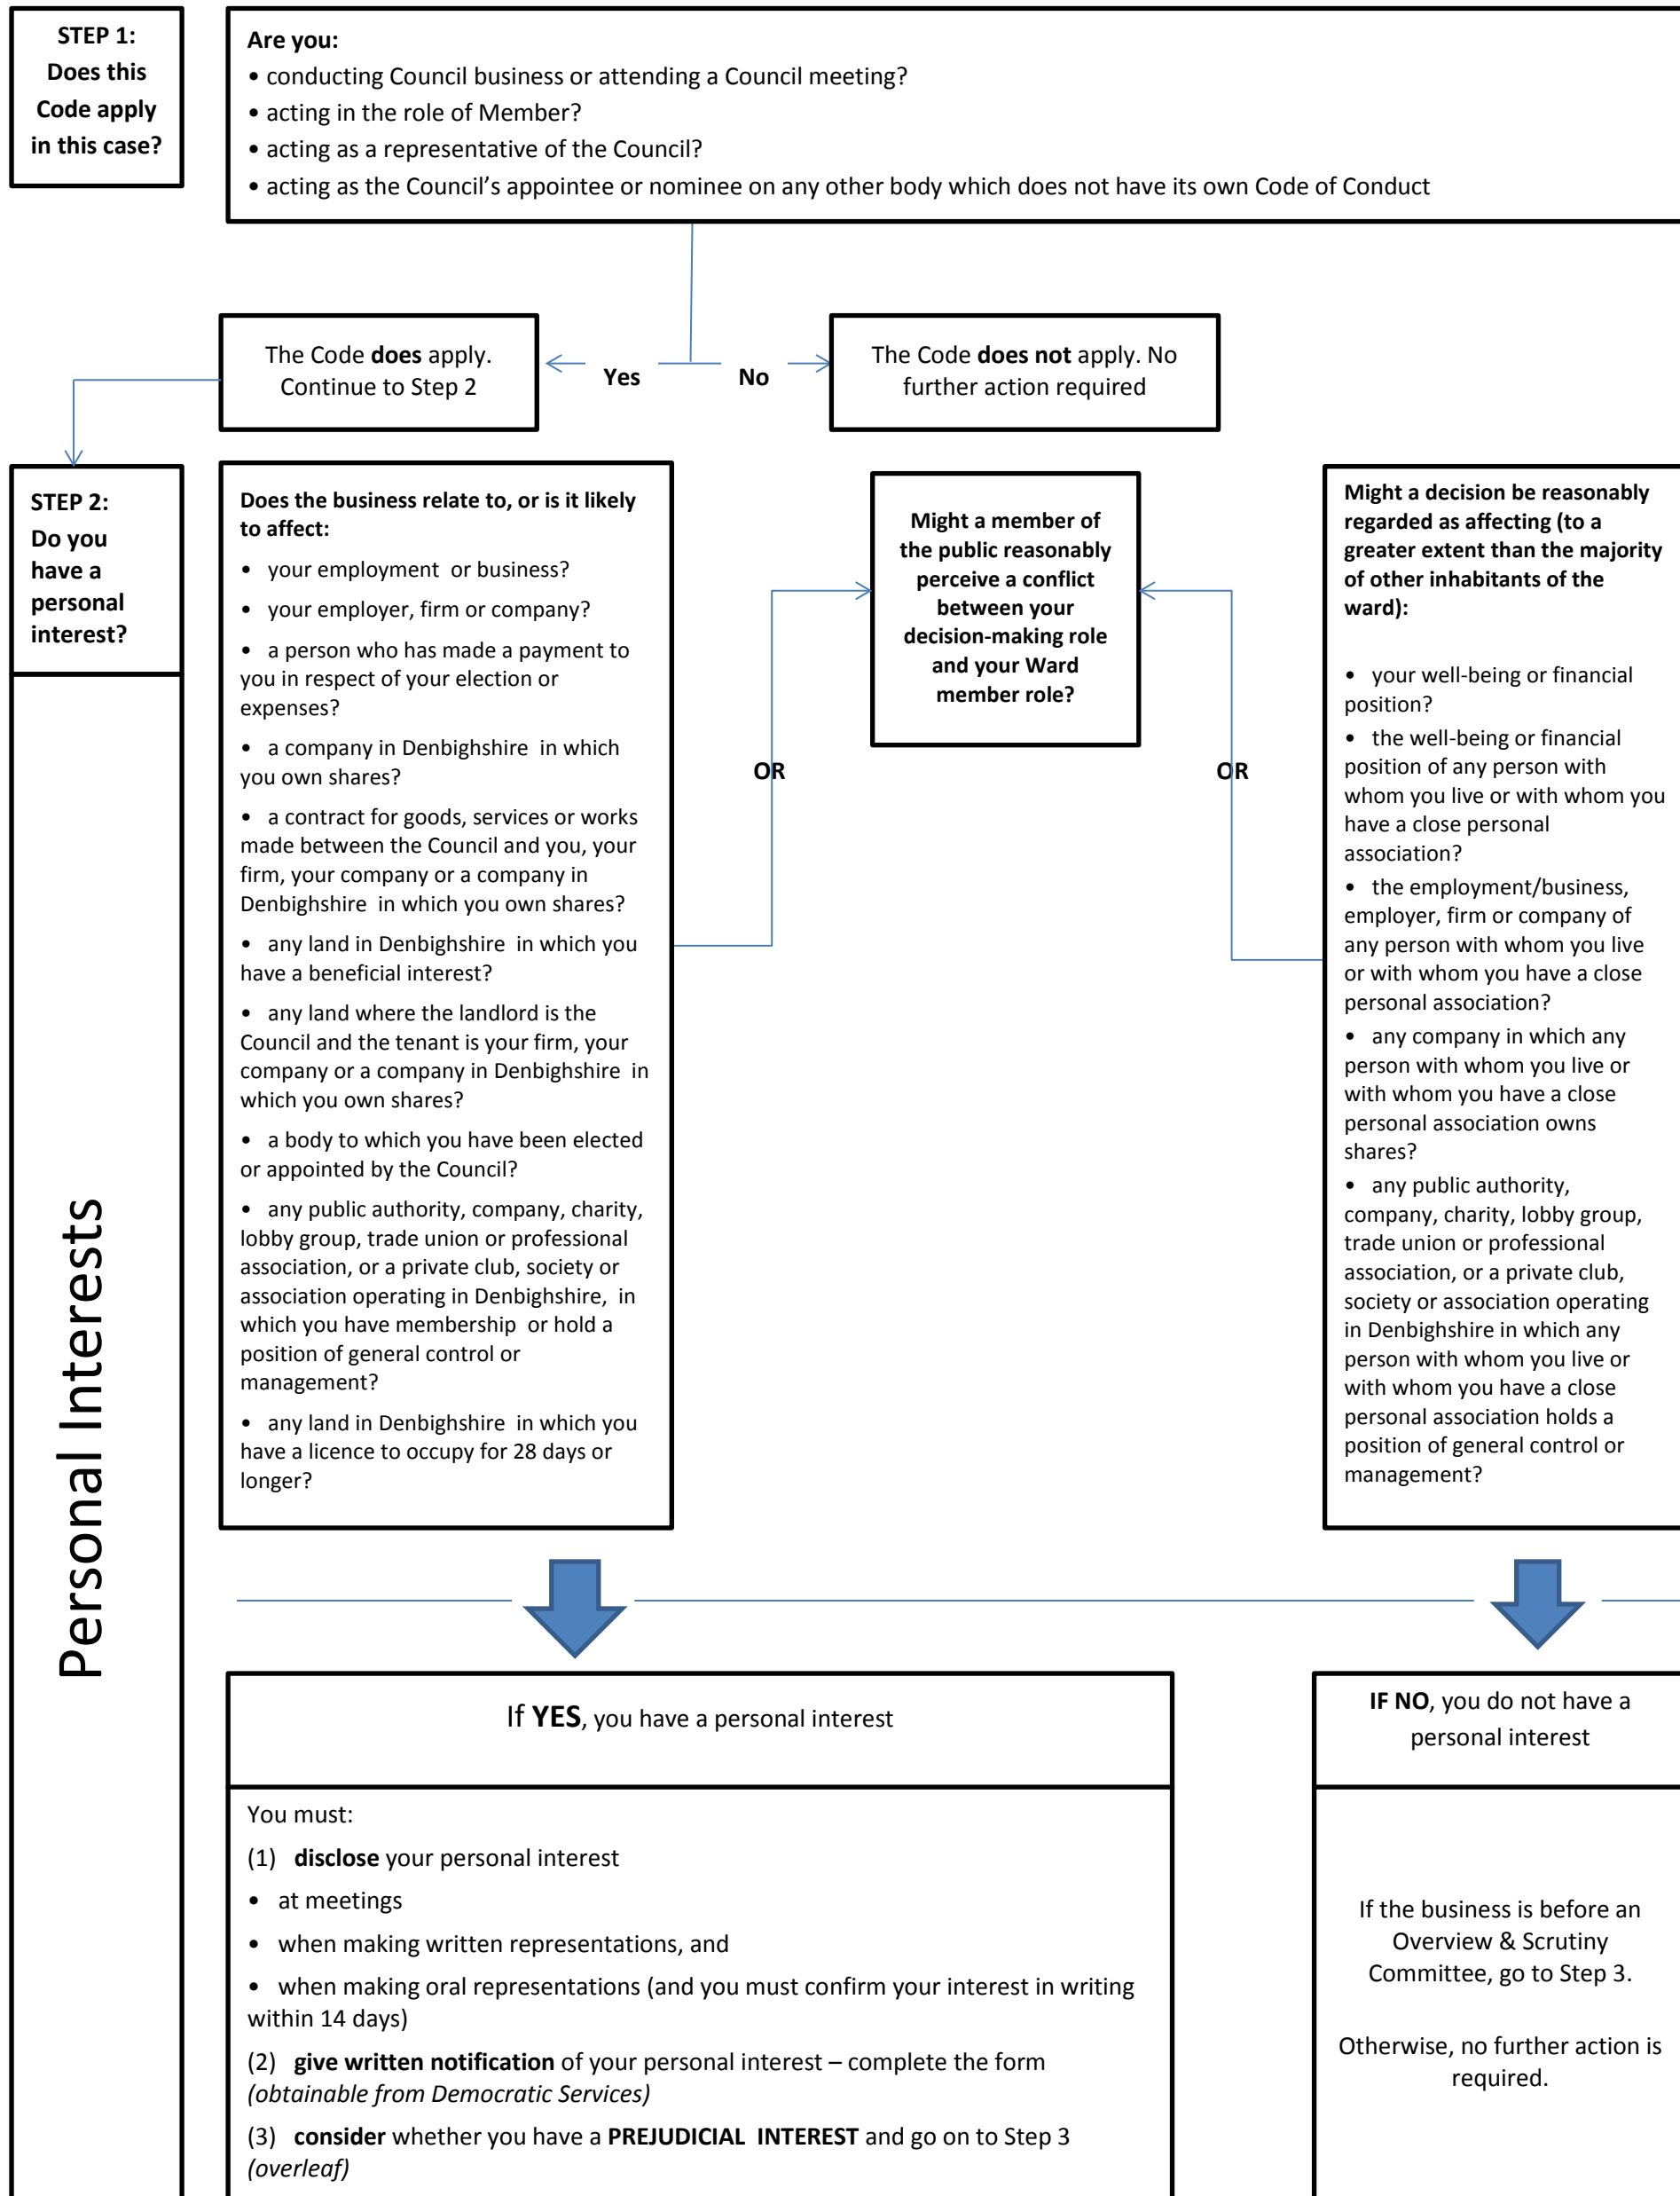 STEP 1:
Does this
Code apply
in this case?
Are you:
• conducting Council business or attending a Council meeting?
• acting in the role of Member?
• acting as a representative of the Council?
• acting as the Council’s appointee or nominee on any other body which does not have its own Code of Conduct
The Code does apply.
Continue to Step 2
Yes
No
The Code does not apply. No
further action required
STEP 2:
Do you
have a
personal
interest?
Personal Interests
Does the business relate to, or is it likely
to affect:
• your employment or business?
• your employer, firm or company?
• a person who has made a payment to
you in respect of your election or
expenses?
• a company in Denbighshire in which
you own shares?
• a contract for goods, services or works
made between the Council and you, your
firm, your company or a company in
Denbighshire in which you own shares?
• any land in Denbighshire in which you
have a beneficial interest?
• any land where the landlord is the
Council and the tenant is your firm, your
company or a company in Denbighshire in
which you own shares?
• a body to which you have been elected
or appointed by the Council?
• any public authority, company, charity,
lobby group, trade union or professional
association, or a private club, society or
association operating in Denbighshire, in
which you have membership or hold a
position of general control or
management?
• any land in Denbighshire in which you
have a licence to occupy for 28 days or
longer?
OR
Might a member of
the public reasonably
perceive a conflict
between your
decision-making role
and your Ward
member role?
OR
Might a decision be reasonably
regarded as affecting (to a
greater extent than the majority
of other inhabitants of the
ward):
• your well-being or financial
position?
• the well-being or financial
position of any person with
whom you live or with whom you
have a close personal
association?
• the employment/business,
employer, firm or company of
any person with whom you live
or with whom you have a close
personal association?
• any company in which any
person with whom you live or
with whom you have a close
personal association owns
shares?
• any public authority,
company, charity, lobby group,
trade union or professional
association, or a private club,
society or association operating
in Denbighshire in which any
person with whom you live or
with whom you have a close
personal association holds a
position of general control or
management?
If YES, you have a personal interest
You must:
(1) disclose your personal interest
• at meetings
• when making written representations, and
• when making oral representations (and you must confirm your interest in writing
within 14 days)
(2) give written notification of your personal interest – complete the form
(obtainable from Democratic Services)
(3) consider whether you have a PREJUDICIAL INTEREST and go on to Step 3
(overleaf)
IF NO, you do not have a
personal interest
If the business is before an
Overview & Scrutiny
Committee, go to Step 3.
Otherwise, no further action is
required.